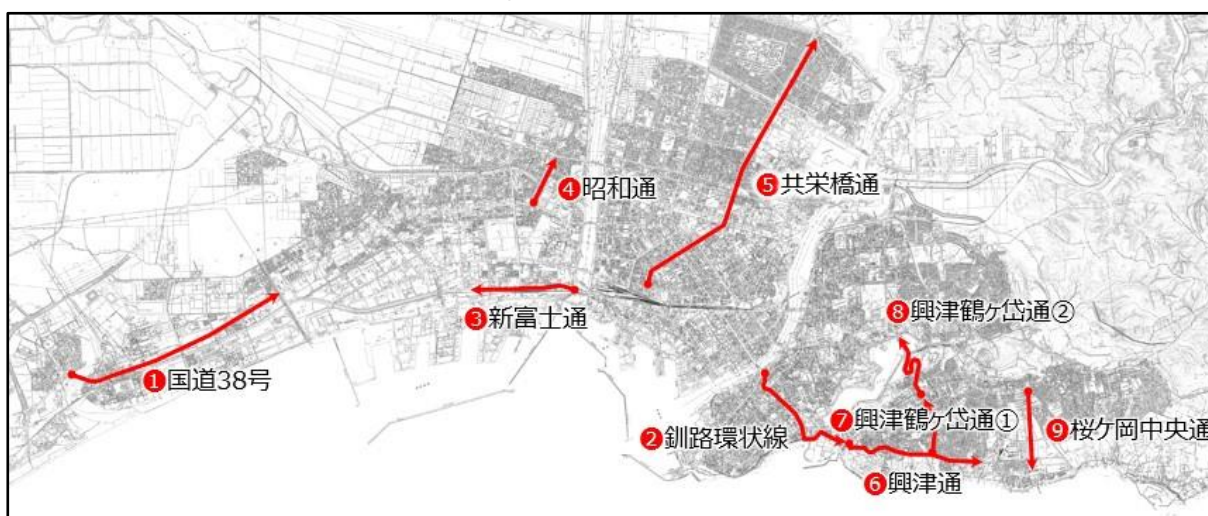 ❶国道38号
❷釧路環状線
❸新富士通
❹昭和通
❺共栄橋通
❻興津通
❼興津鶴ヶ岱通①
❽興津鶴ヶ岱通②
❾桜ケ岡中央通